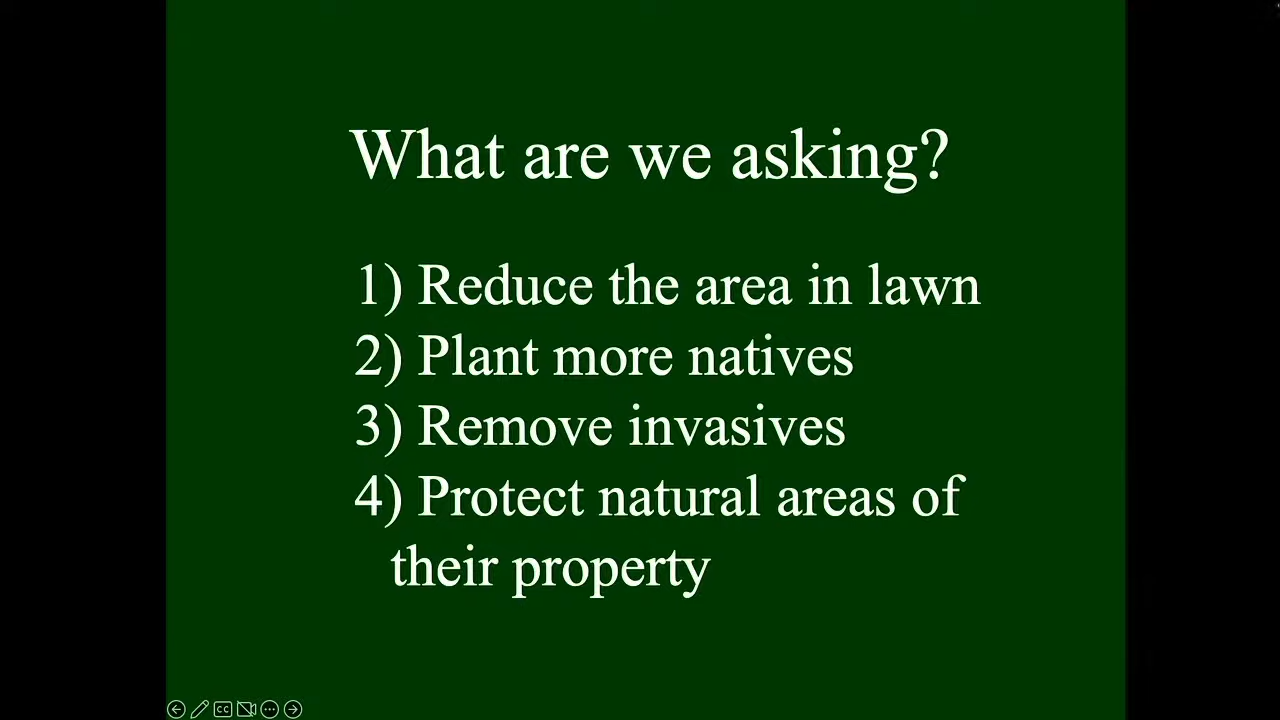 What are we asking?
1) Reduce the area in lawn
2) Plant more natives
3) Remove invasives
4) Protect natural areas of
their property
CC